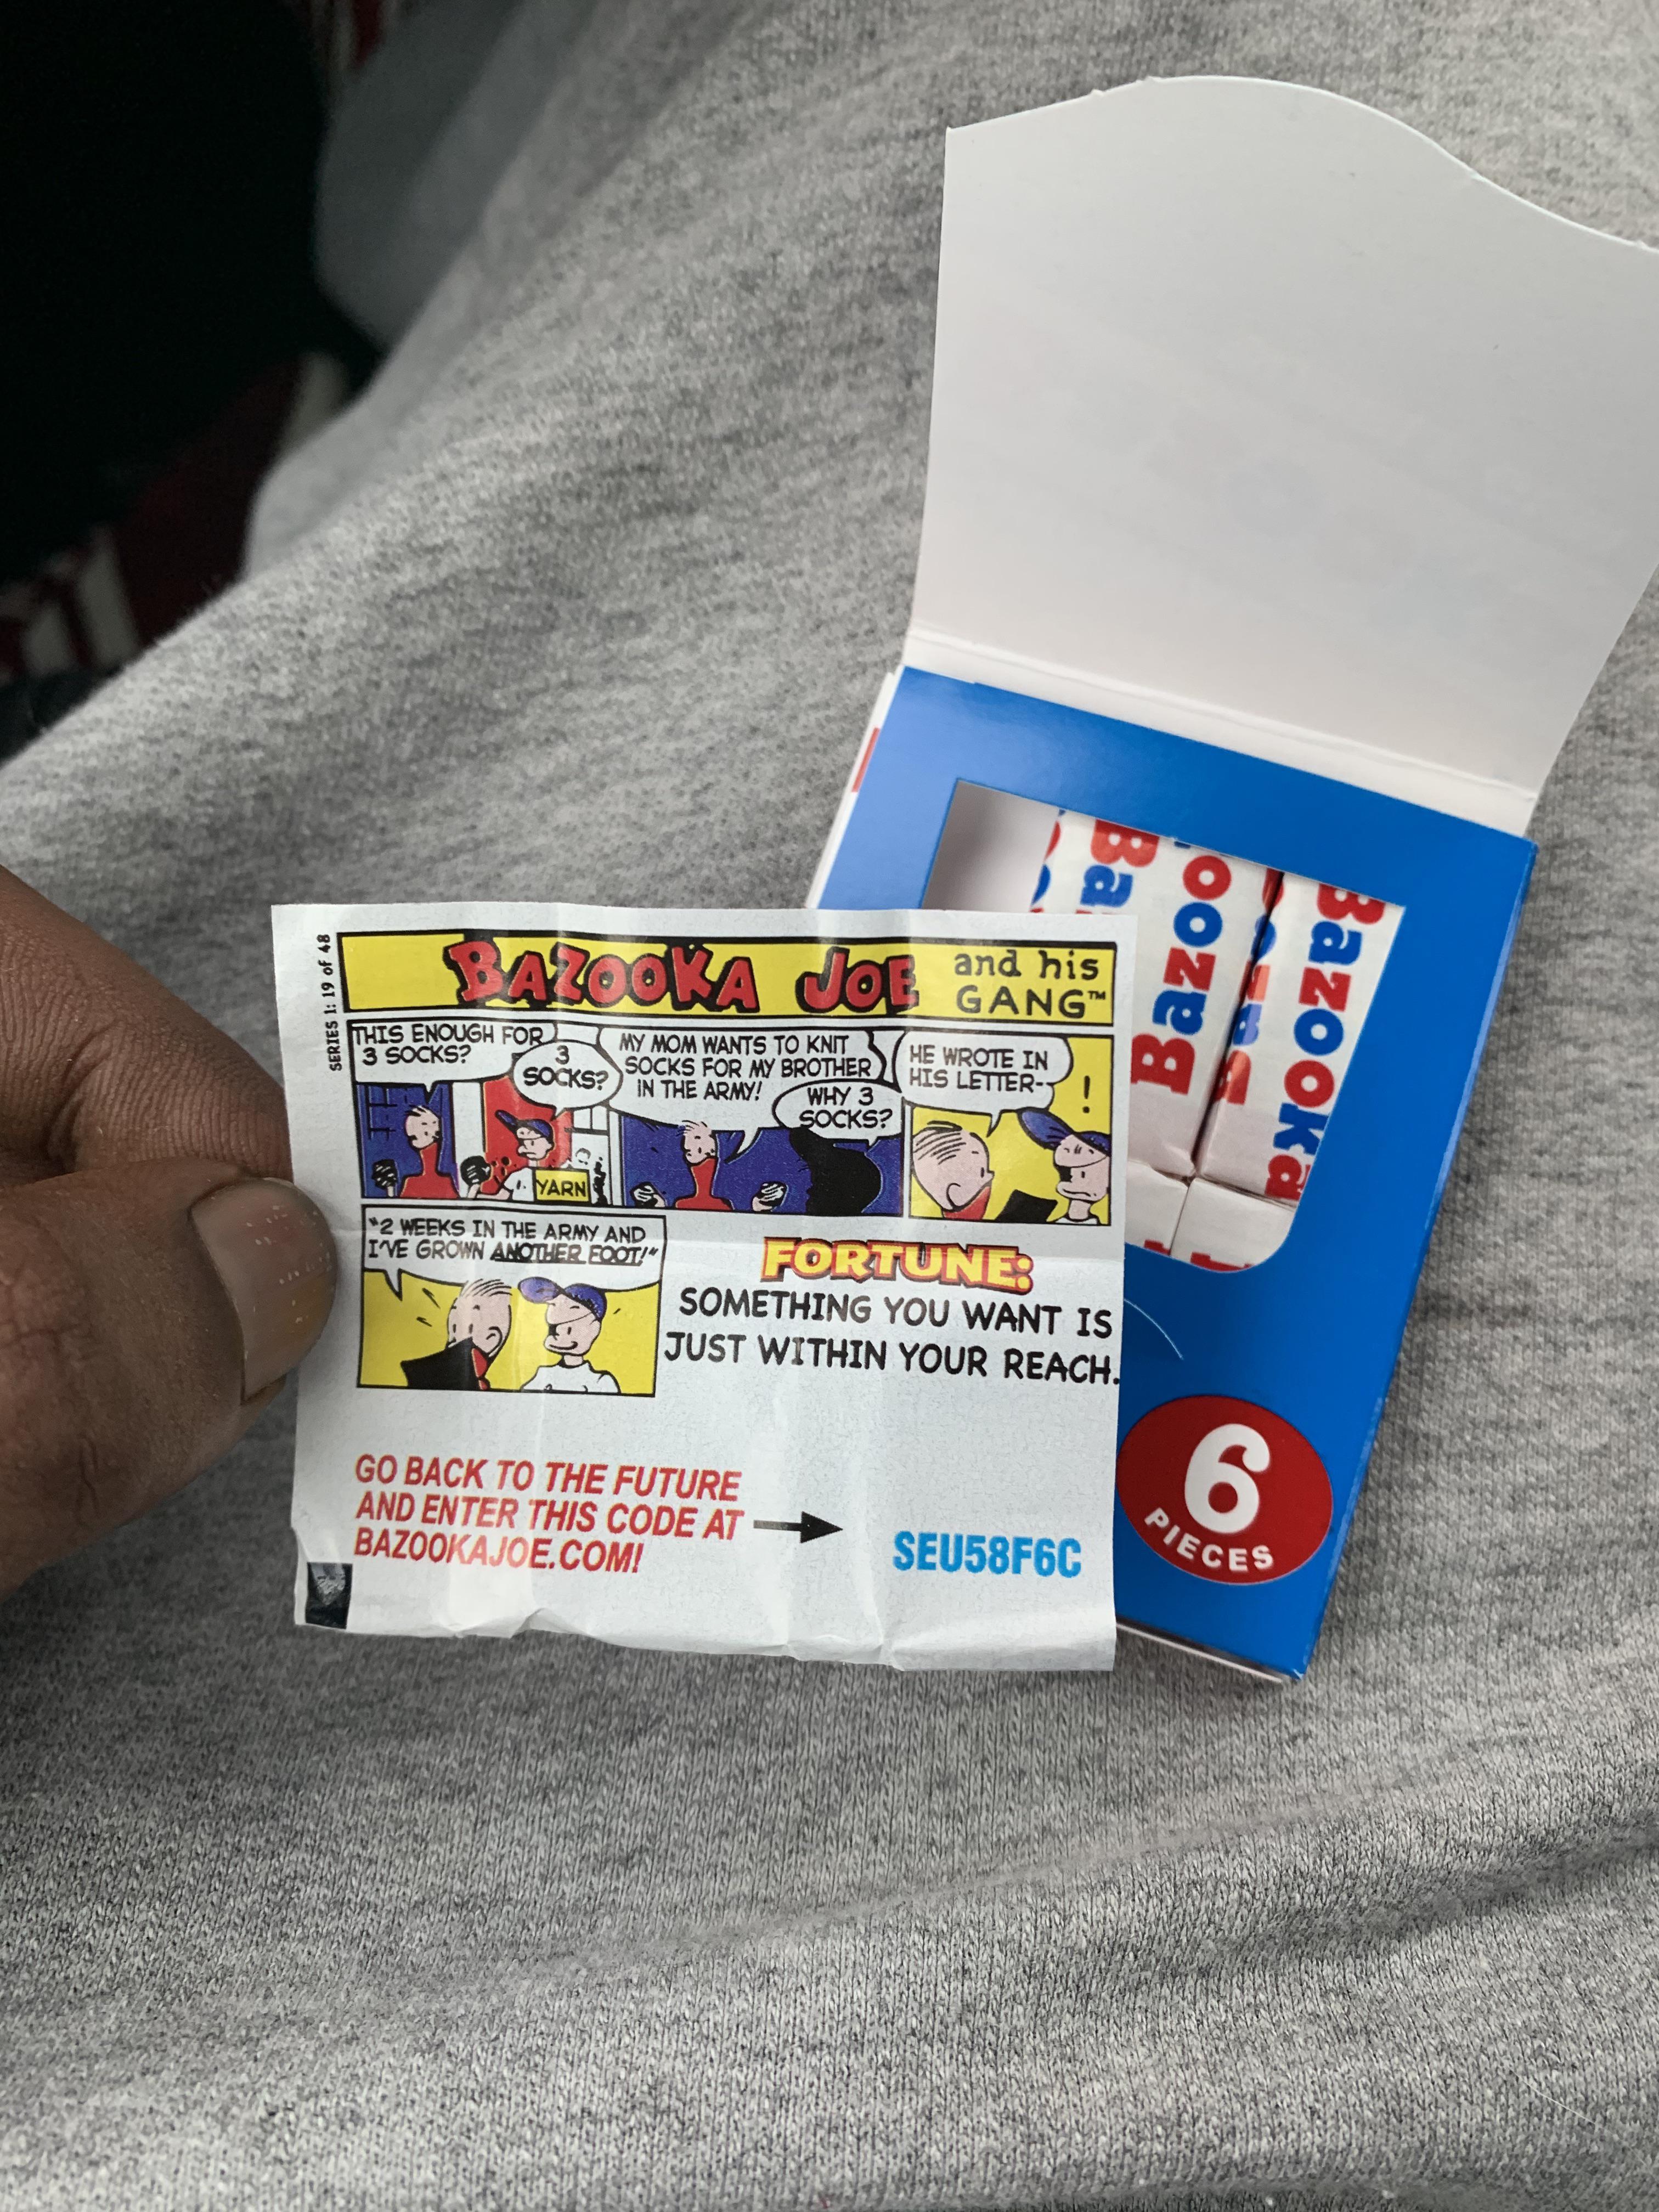 SERIES 1: 19 of 48
BAZOOKA JOE
and his
GANG™
THIS ENOUGH FOR
3 SOCKS?
3
SOCKS?
YARN
MY MOM WANTS TO KNIT
SOCKS FOR MY BROTHER
IN THE ARMY!
WHY 3
SOCKS?
HE WROTE IN
HIS LETTER-
!
"2 WEEKS IN THE ARMY AND
I'VE GROWN ANOTHER FOOT!"
FORTUNE:
SOMETHING YOU WANT IS
JUST WITHIN YOUR REACH.
GO BACK TO THE FUTURE
AND ENTER THIS CODE AT
BAZOOKAJOE.COM!
SEU58F6C
Bazoo
Bazooka
6
PIECES